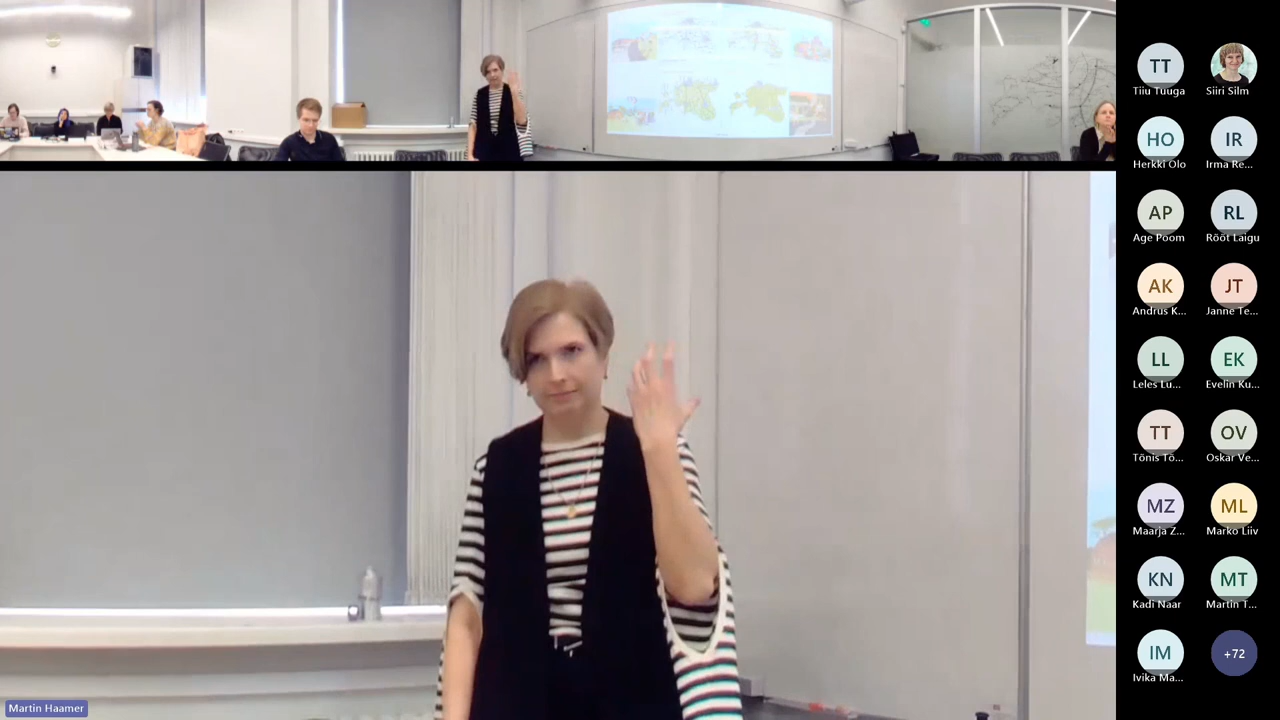 TT
Tiiu Tuuga
Siiri Silm
HO
Herkki Olo
IR
Irma Re...
AP
Age Poom
RL
Rööt Laigu
AK
Andrus K...
JT
Janne Te...
LL
Leles Lu...
EK
Evelin Ku...
TT
Tõnis Tõ...
OV
Oskar Ve...
MZ
Maarja Z...
ML
Marko Liiv
KN
Kadi Naar
MT
Martin T...
IM
Ivika Ma...
+72
Martin Haamer